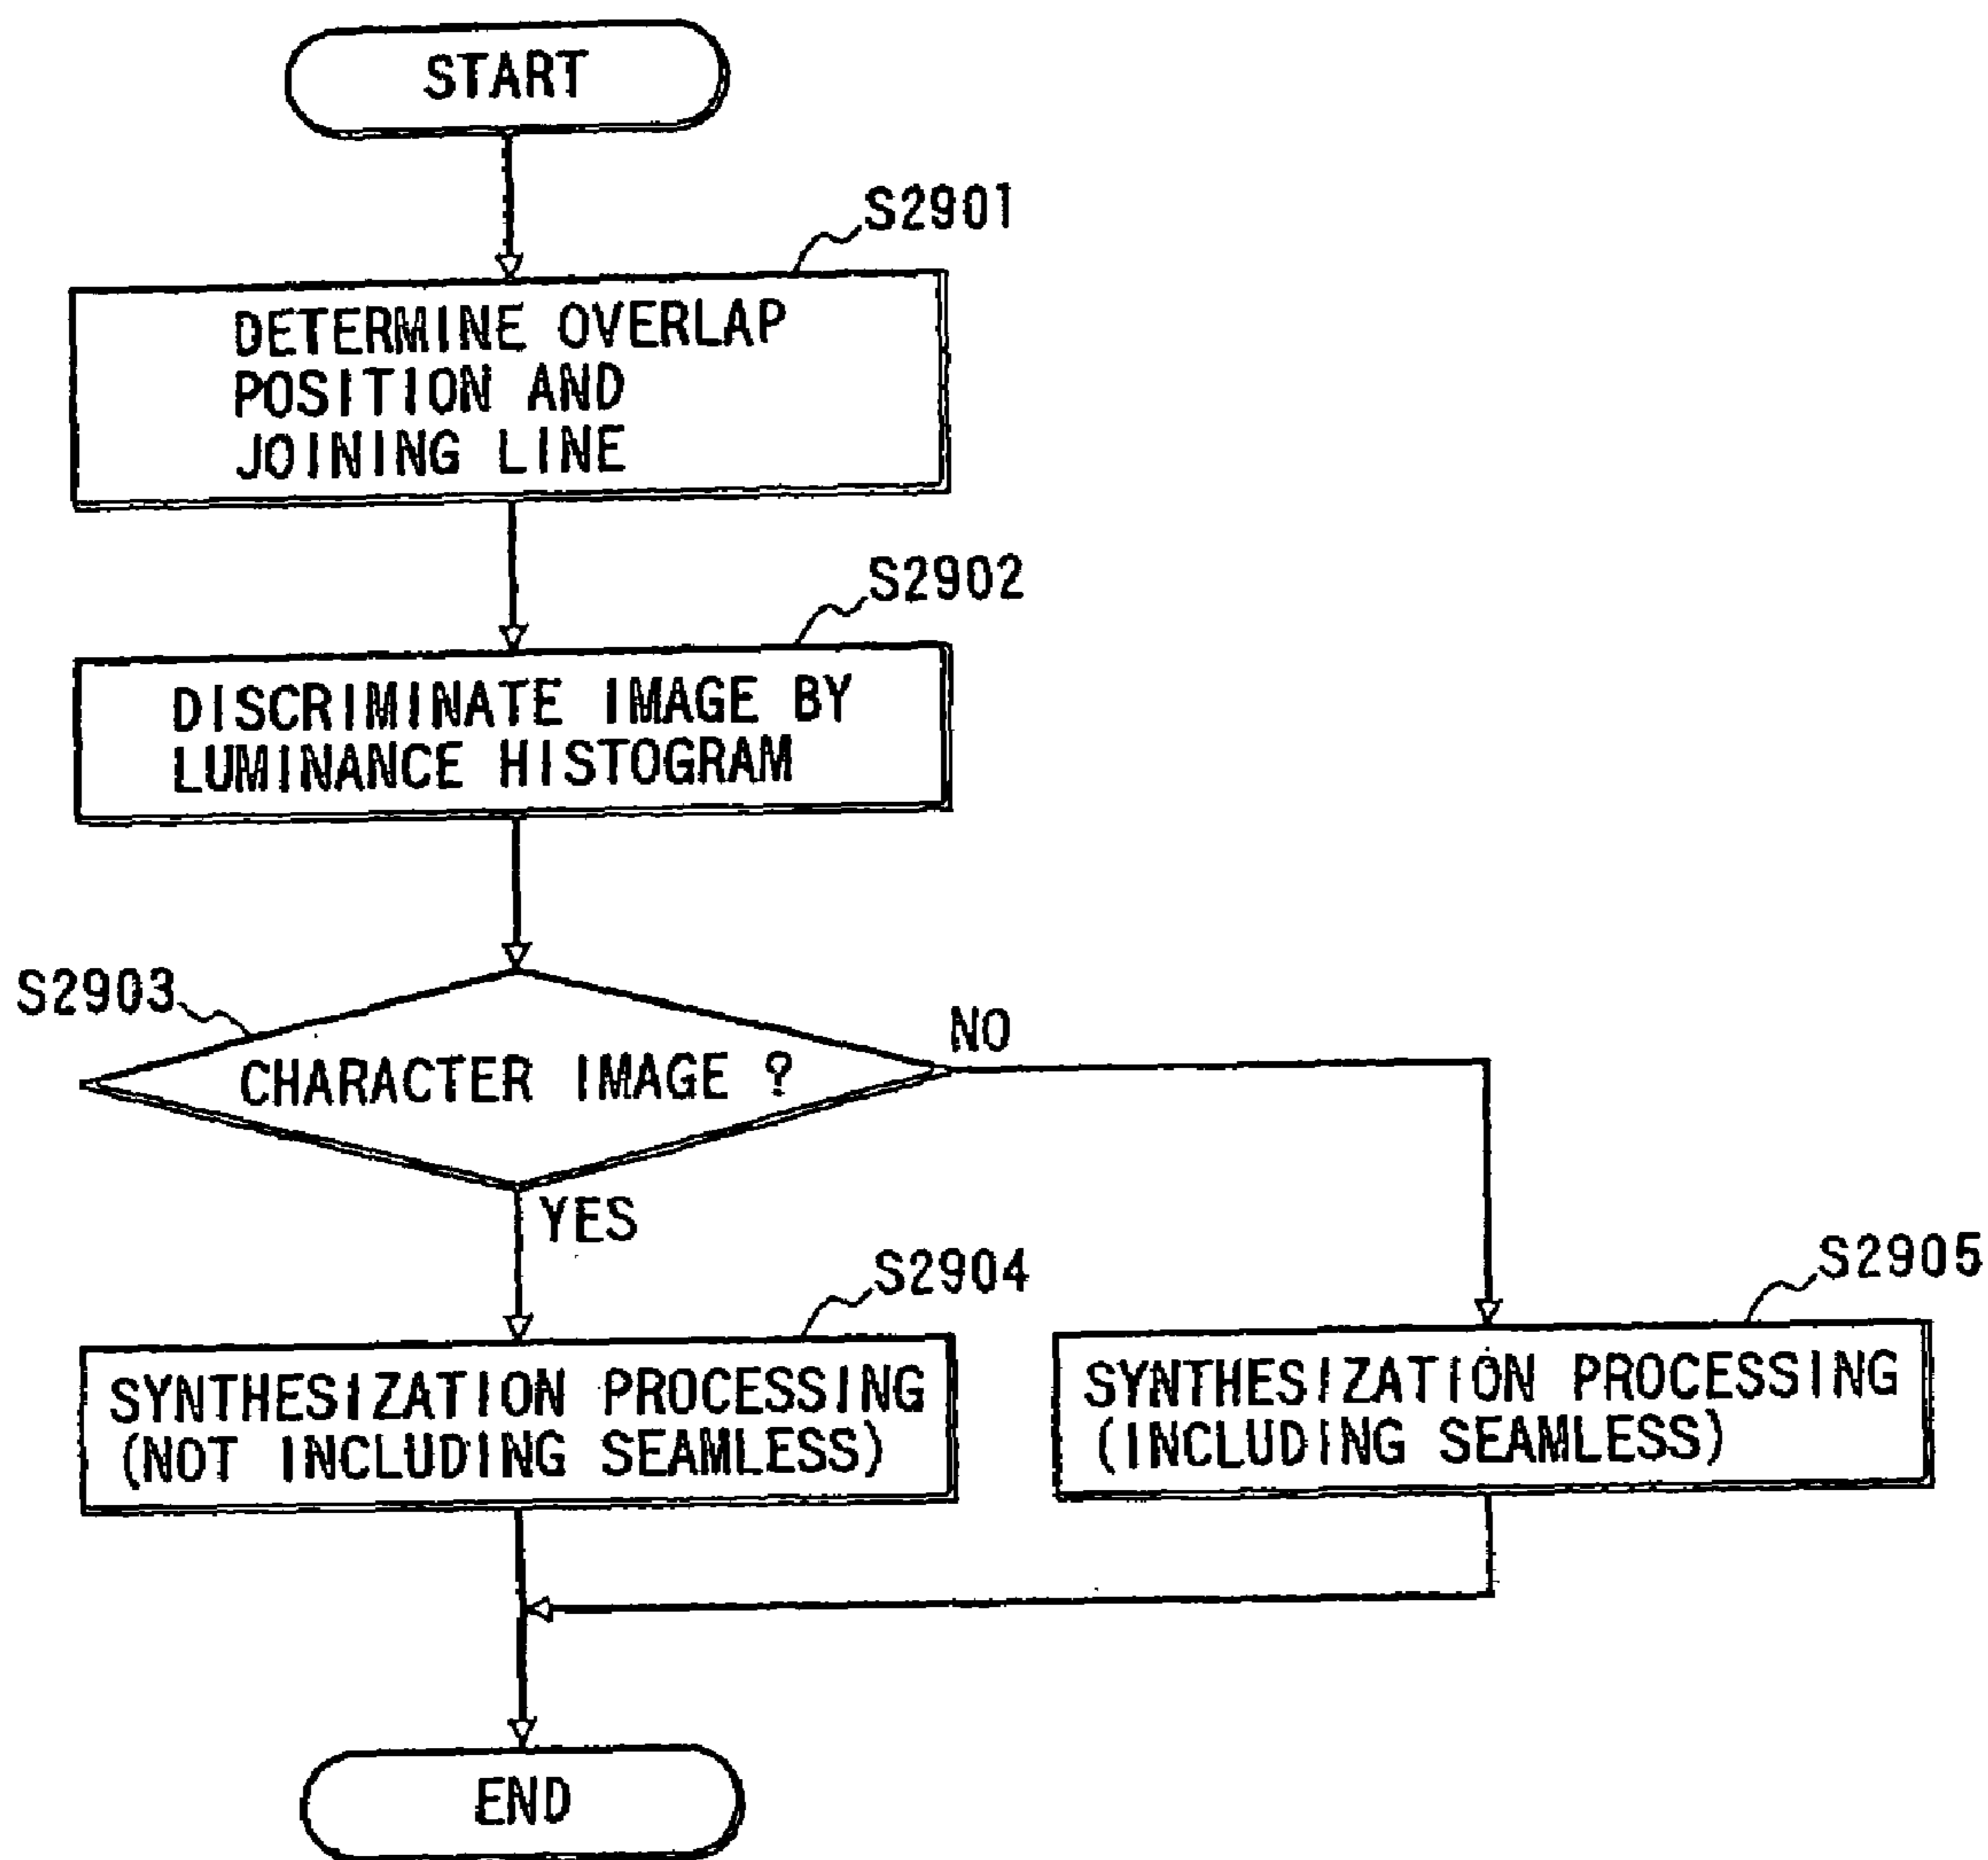 START
S2901
DETERMINE OVERLAP
POSITION AND
JOINING LINE
S2902
DISCRIMINATE IMAGE BY
LUMINANCE HISTOGRAM
S2903
CHARACTER IMAGE ?
NO
YES
S2904
SYNTHESIZATION PROCESSING
(NOT INCLUDING SEAMLESS)
S2905
SYNTHESIZATION PROCESSING
(INCLUDING SEAMLESS)
END